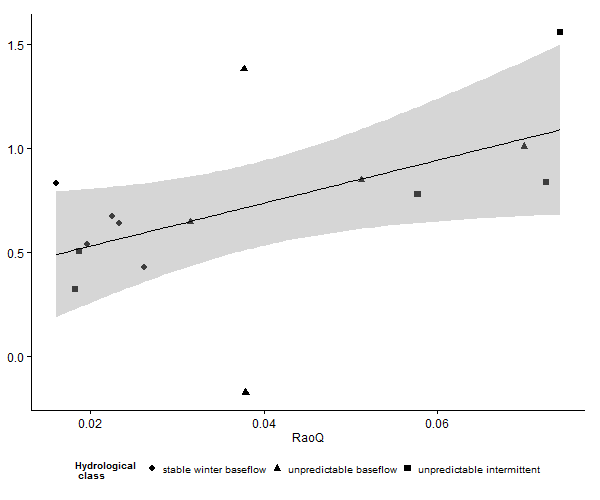 1.5
1.0
0.5
0.0
0.02 0.04 0.06
RaoQ
Hydrological
class
stable winter baseflow unpredictable baseflow unpredictable intermittent